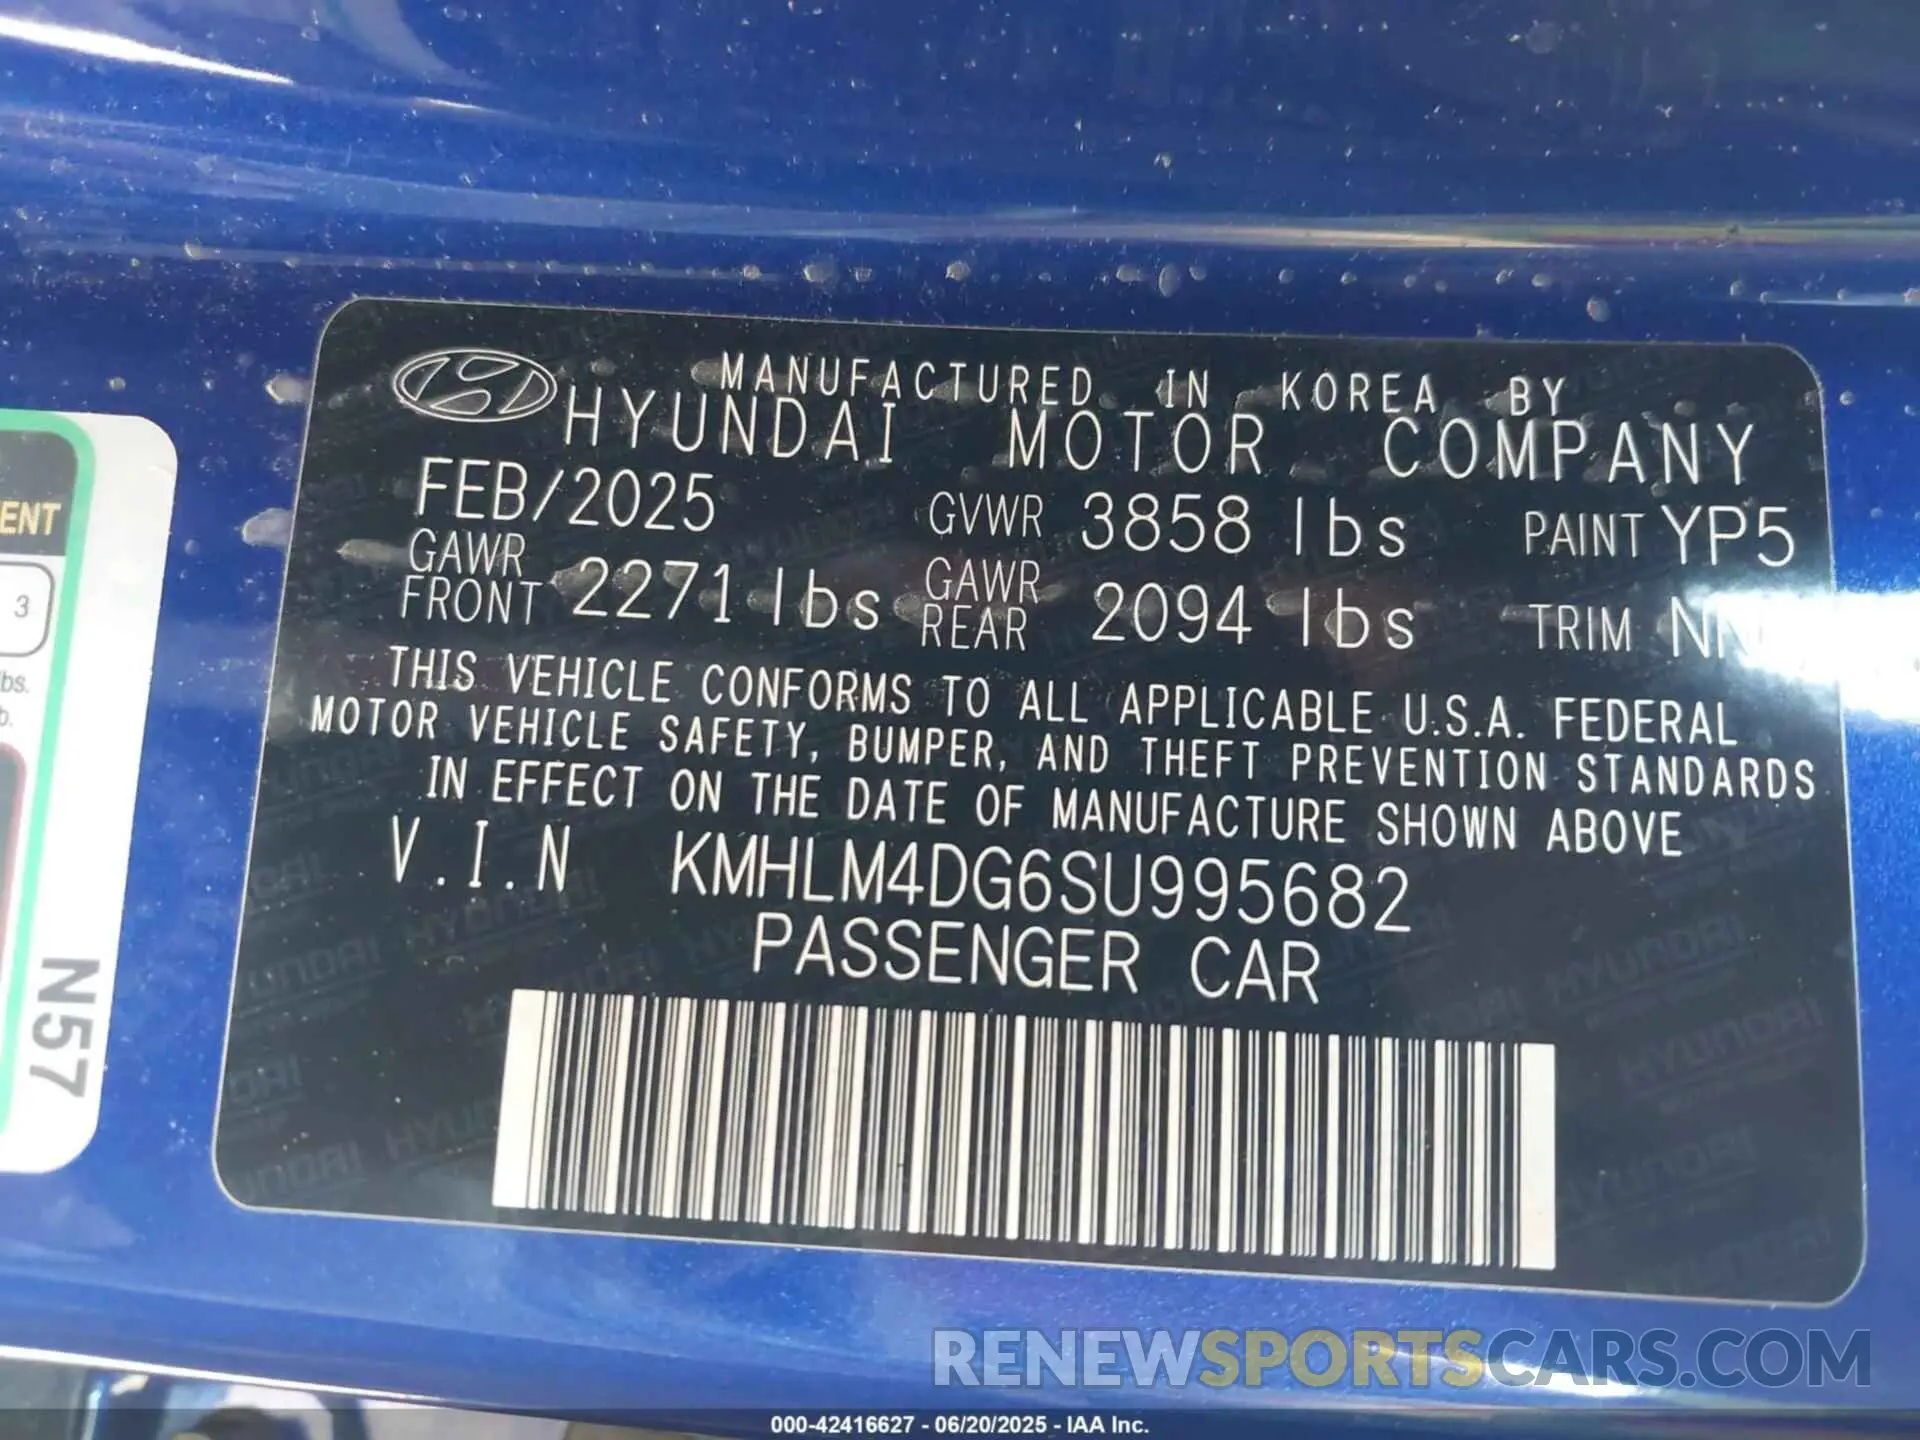 MANUFACTURED IN KOREA BY
HYUNDAI MOTOR COMPANY
FEB/2025 GVWR 3858 lbs PAINT YP5
GAWR FRONT 2271 lbs GAWR REAR 2094 lbs TRIM
THIS VEHICLE CONFORMS TO ALL APPLICABLE U.S.A. FEDERAL
MOTOR VEHICLE SAFETY, BUMPER, AND THEFT PREVENTION STANDARDS
IN EFFECT ON THE DATE OF MANUFACTURE SHOWN ABOVE
V.I.N KMHLM4DG6SU995682
PASSENGER CAR
3
N57
RENEWSPORTSCARS.COM
000-42416627 - 06/20/2025 - IAA Inc.